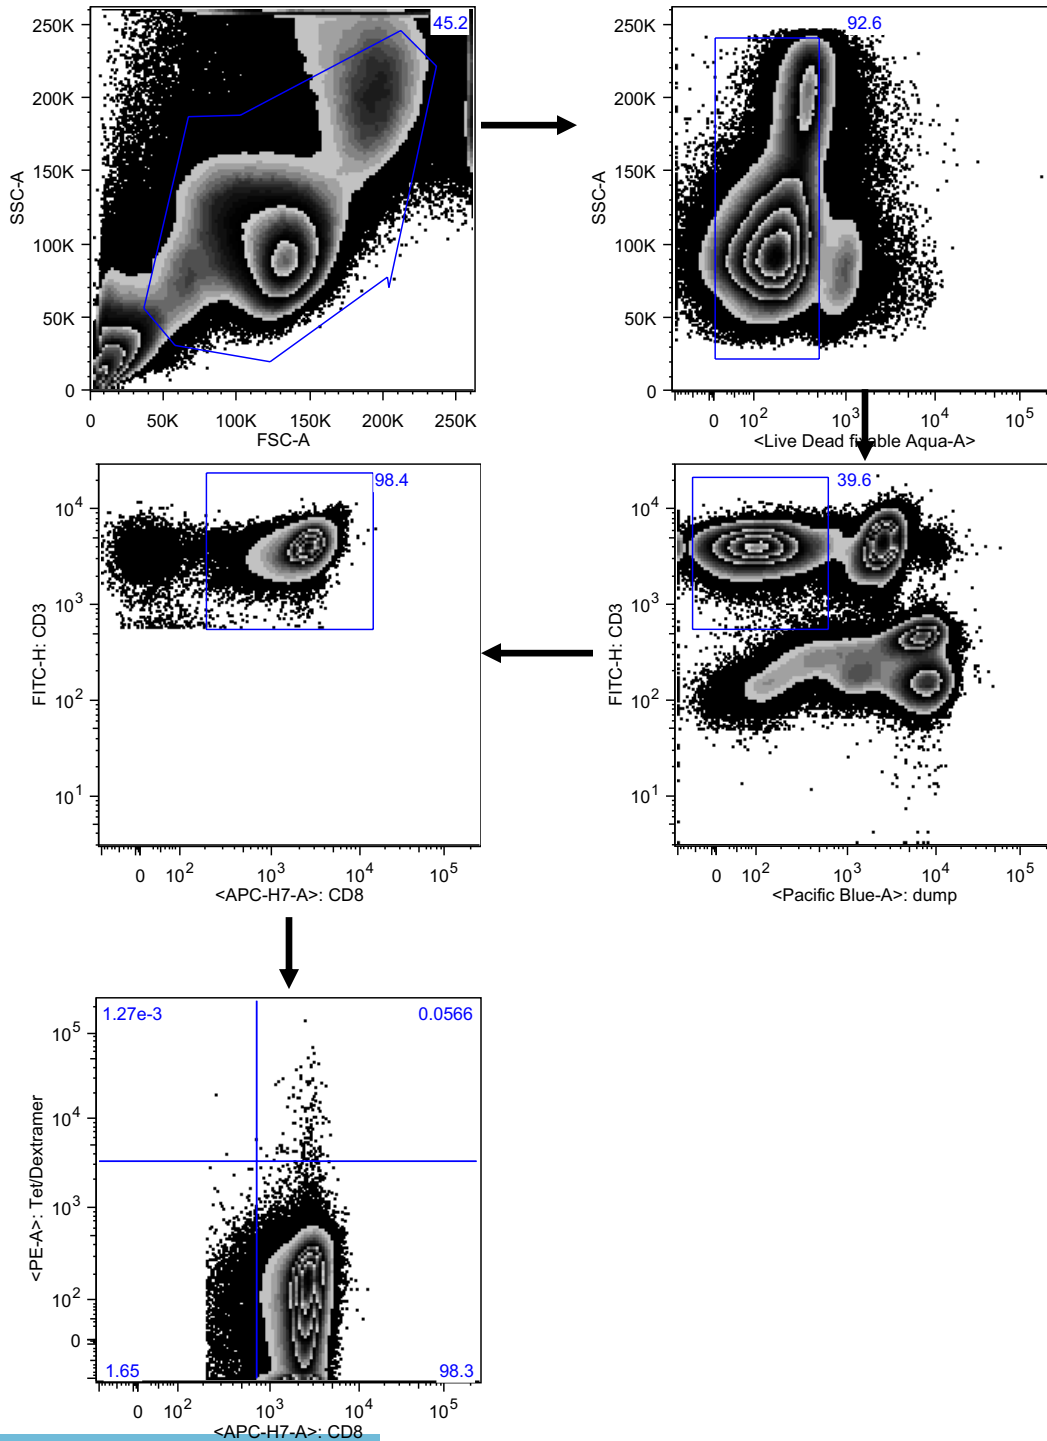 45.2
250K
200K
150K
100K
50K
0
SSC-A
0 50K 100K 150K 200K 250K
FSC-A
92.6
250K
200K
150K
100K
50K
0
SSC-A
0 10^2 10^3 10^4 10^5
<Live Dead fixable Aqua-A>
98.4
10^4
10^3
10^2
10^1
FITC-H: CD3
0 10^2 10^3 10^4 10^5
<APC-H7-A>: CD8
39.6
10^4
10^3
10^2
10^1
FITC-H: CD3
0 10^2 10^3 10^4 10^5
<Pacific Blue-A>: dump
1.27e-3 0.0566
10^5
10^4
10^3
10^2
0
<PE-A>: Tet/Dextramer
1.65 98.3
0 10^2 10^3 10^4 10^5
<APC-H7-A>: CD8